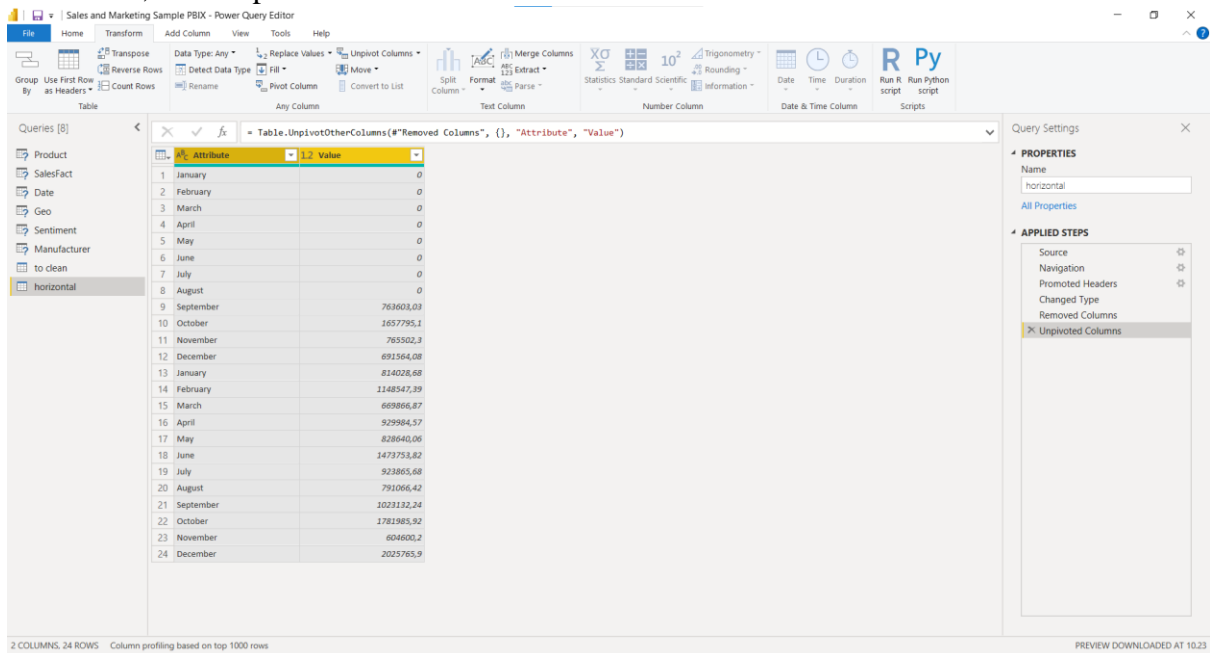 Sales and Marketing Sample PBIX - Power Query Editor
File Home Transform Add Column View Tools Help
Group By
Use First Row as Headers
Transpose
Reverse Rows
Count Rows
Table
Data Type: Any
Detect Data Type
Rename
Replace Values
Fill
Pivot Column
Unpivot Columns
Move
Convert to List
Any Column
Split Column
Format
Merge Columns
Extract
Parse
Text Column
Statistics
Standard
Scientific
Trigonometry
Rounding
Information
Number Column
Date
Time
Duration
Date & Time Column
Run R script
Run Python script
Scripts
Queries [8]
Product
SalesFact
Date
Geo
Sentiment
Manufacturer
to clean
horizontal
= Table.UnpivotOtherColumns(#"Removed Columns", {}, "Attribute", "Value")
Attribute 1.2 Value
1 January 0
2 February 0
3 March 0
4 April 0
5 May 0
6 June 0
7 July 0
8 August 0
9 September 763603,03
10 October 1657795,1
11 November 765502,3
12 December 691564,08
13 January 814028,68
14 February 1148547,39
15 March 669866,87
16 April 929984,57
17 May 828640,06
18 June 1473753,82
19 July 923865,68
20 August 791066,42
21 September 1023132,24
22 October 1781985,92
23 November 604600,2
24 December 2025765,9
Query Settings
PROPERTIES
Name
horizontal
All Properties
APPLIED STEPS
Source
Navigation
Promoted Headers
Changed Type
Removed Columns
Unpivoted Columns
2 COLUMNS, 24 ROWS Column profiling based on top 1000 rows
PREVIEW DOWNLOADED AT 10.23